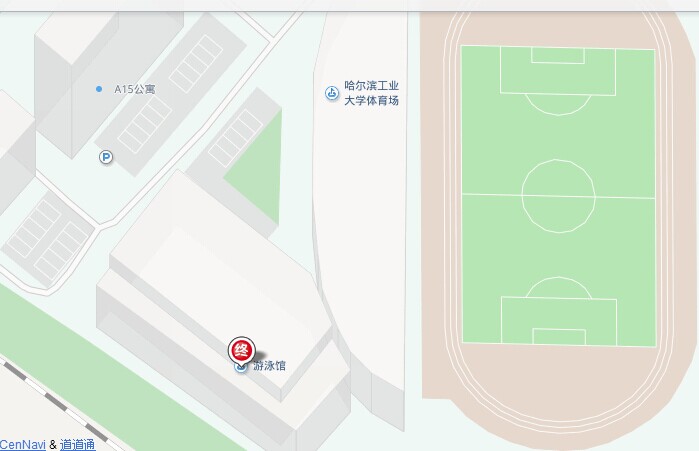 A15公寓
哈尔滨工业
大学体育场
P
终
游泳馆
CenNavi & 道道通